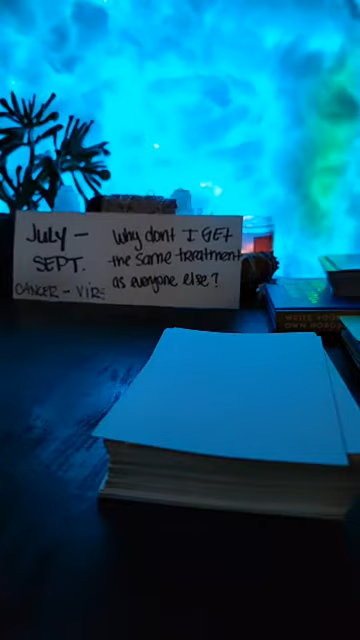 July –
SEPT.
CANCER – VIR
Why dont I GET
the same treatment
as everyone else?